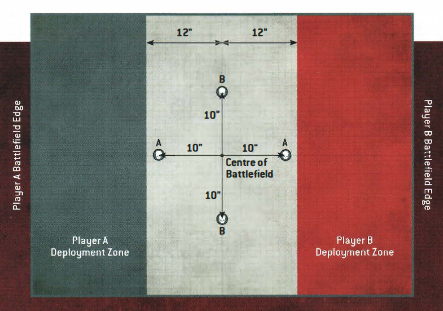 12"
12"
B
10"
A
10"
10"
A
Centre of
Battlefield
10"
B
Player A
Deployment Zone
Player B
Deployment Zone
Player A Battlefield Edge
Player B Battlefield Edge